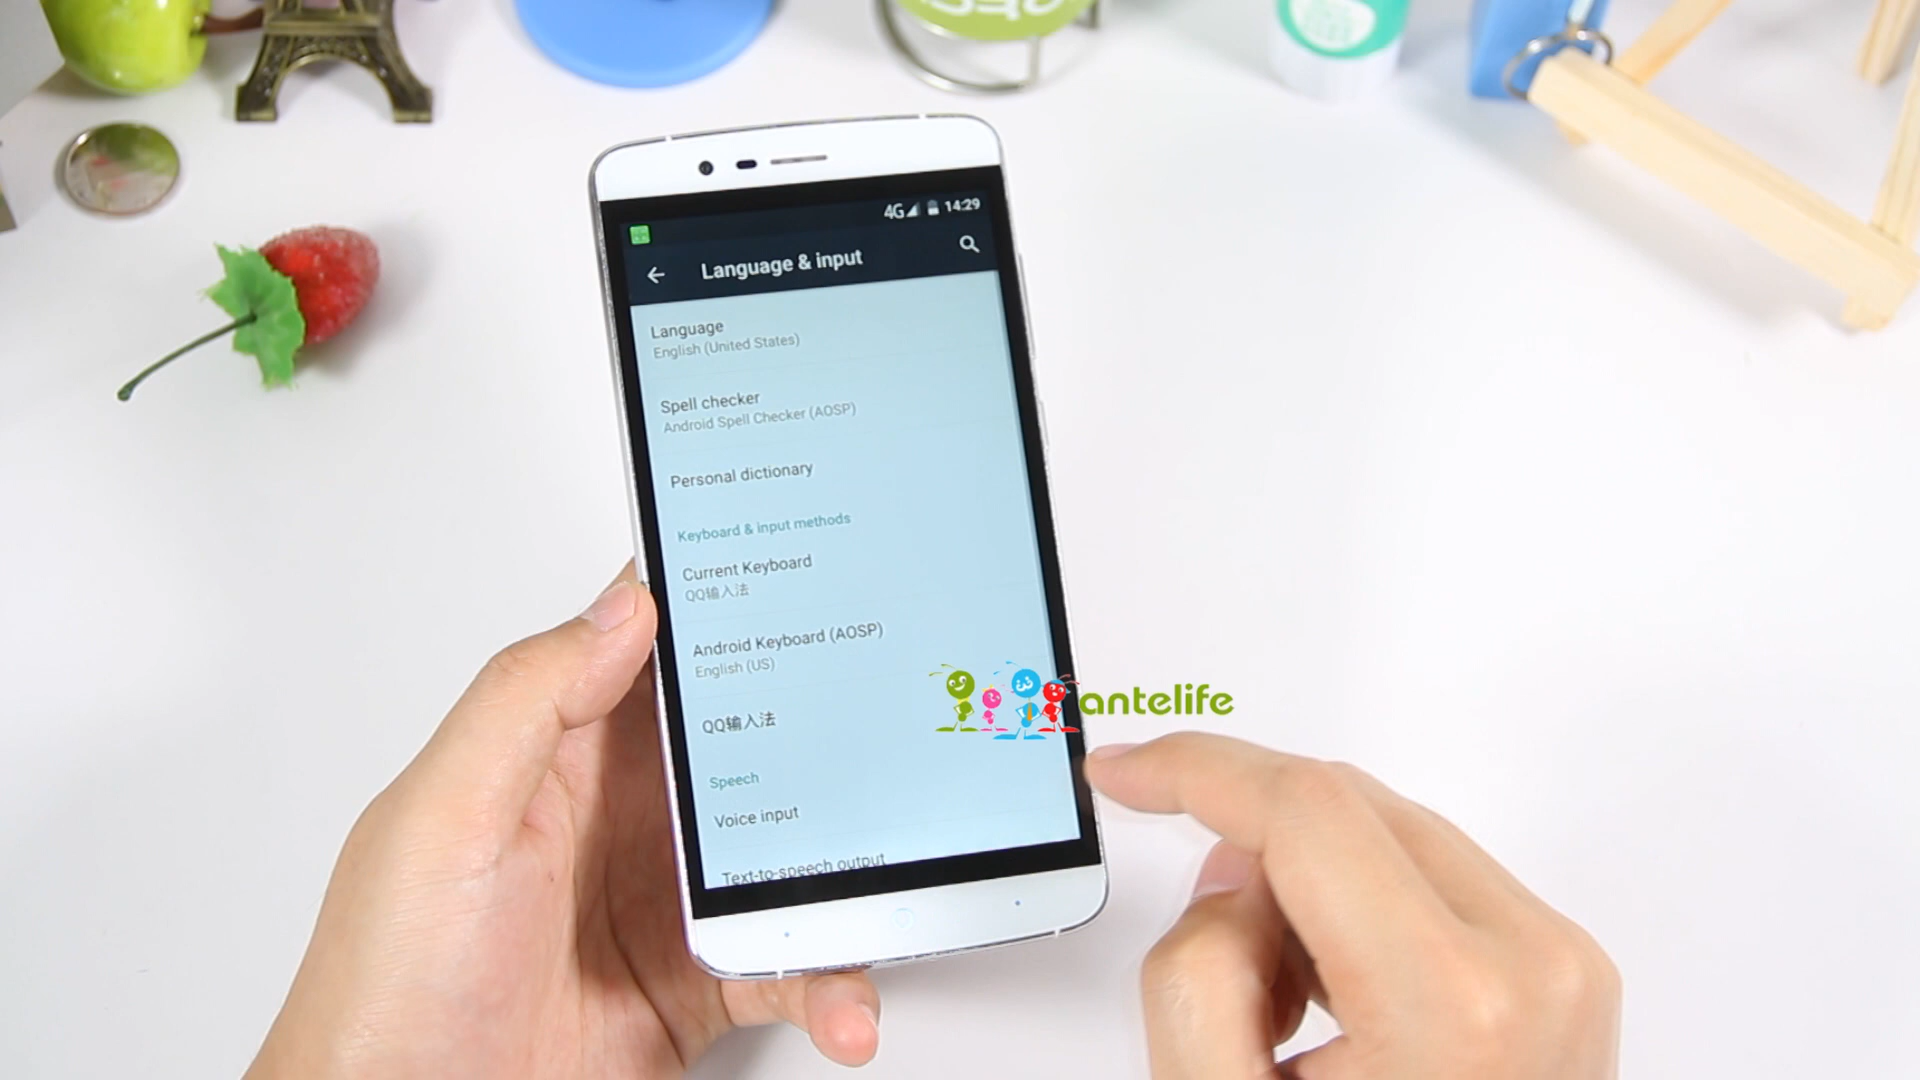 4G 14:29
Language & input
Language
English (United States)
Spell checker
Android Spell Checker (AOSP)
Personal dictionary
Keyboard & input methods
Current Keyboard
QQ输入法
Android Keyboard (AOSP)
English (US)
QQ输入法
antelife
Speech
Voice input
Text-to-speech output